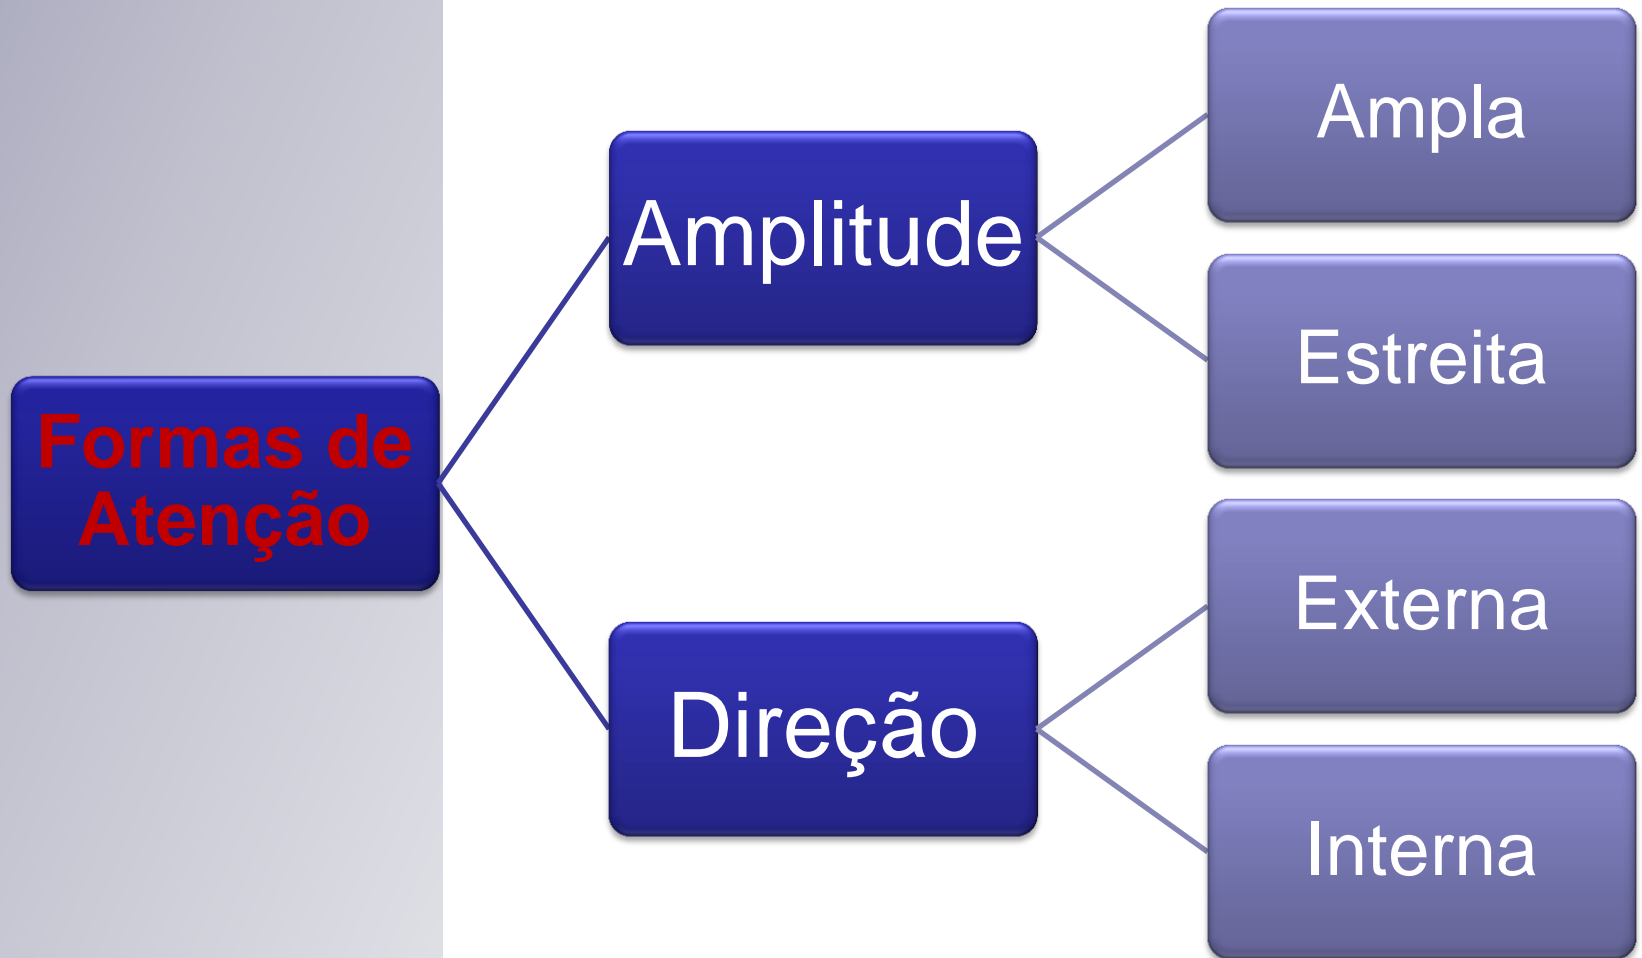 Formas de
Atenção
Amplitude
Ampla
Estreita
Direção
Externa
Interna